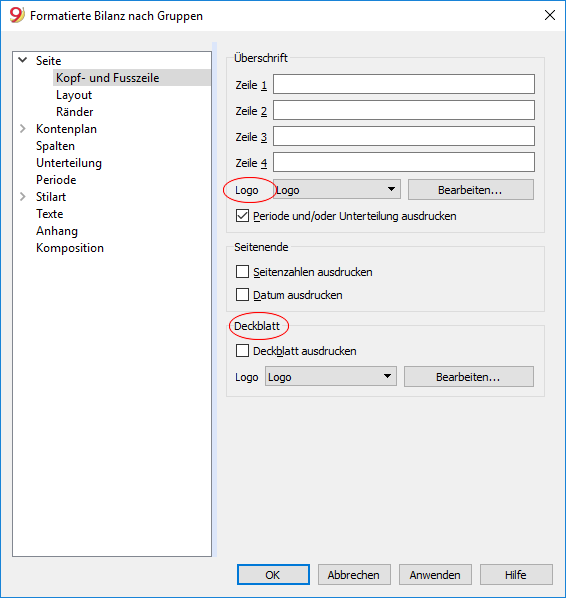 9 Formatierte Bilanz nach Gruppen
Seite
Kopf- und Fusszeile
Layout
Ränder
Kontenplan
Spalten
Unterteilung
Periode
Stilart
Texte
Anhang
Komposition
Überschrift
Zeile 1
Zeile 2
Zeile 3
Zeile 4
Logo Logo Bearbeiten...
Periode und/oder Unterteilung ausdrucken
Seitenende
Seitenzahlen ausdrucken
Datum ausdrucken
Deckblatt
Deckblatt ausdrucken
Logo Logo Bearbeiten...
OK Abbrechen Anwenden Hilfe